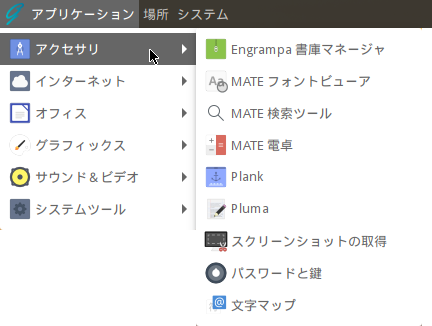 アプリケーション 場所 システム
アクセサリ
インターネット
オフィス
グラフィックス
サウンド＆ビデオ
システムツール
Engrampa 書庫マネージャ
MATE フォントビューア
MATE 検索ツール
MATE 電卓
Plank
Pluma
スクリーンショットの取得
パスワードと鍵
文字マップ